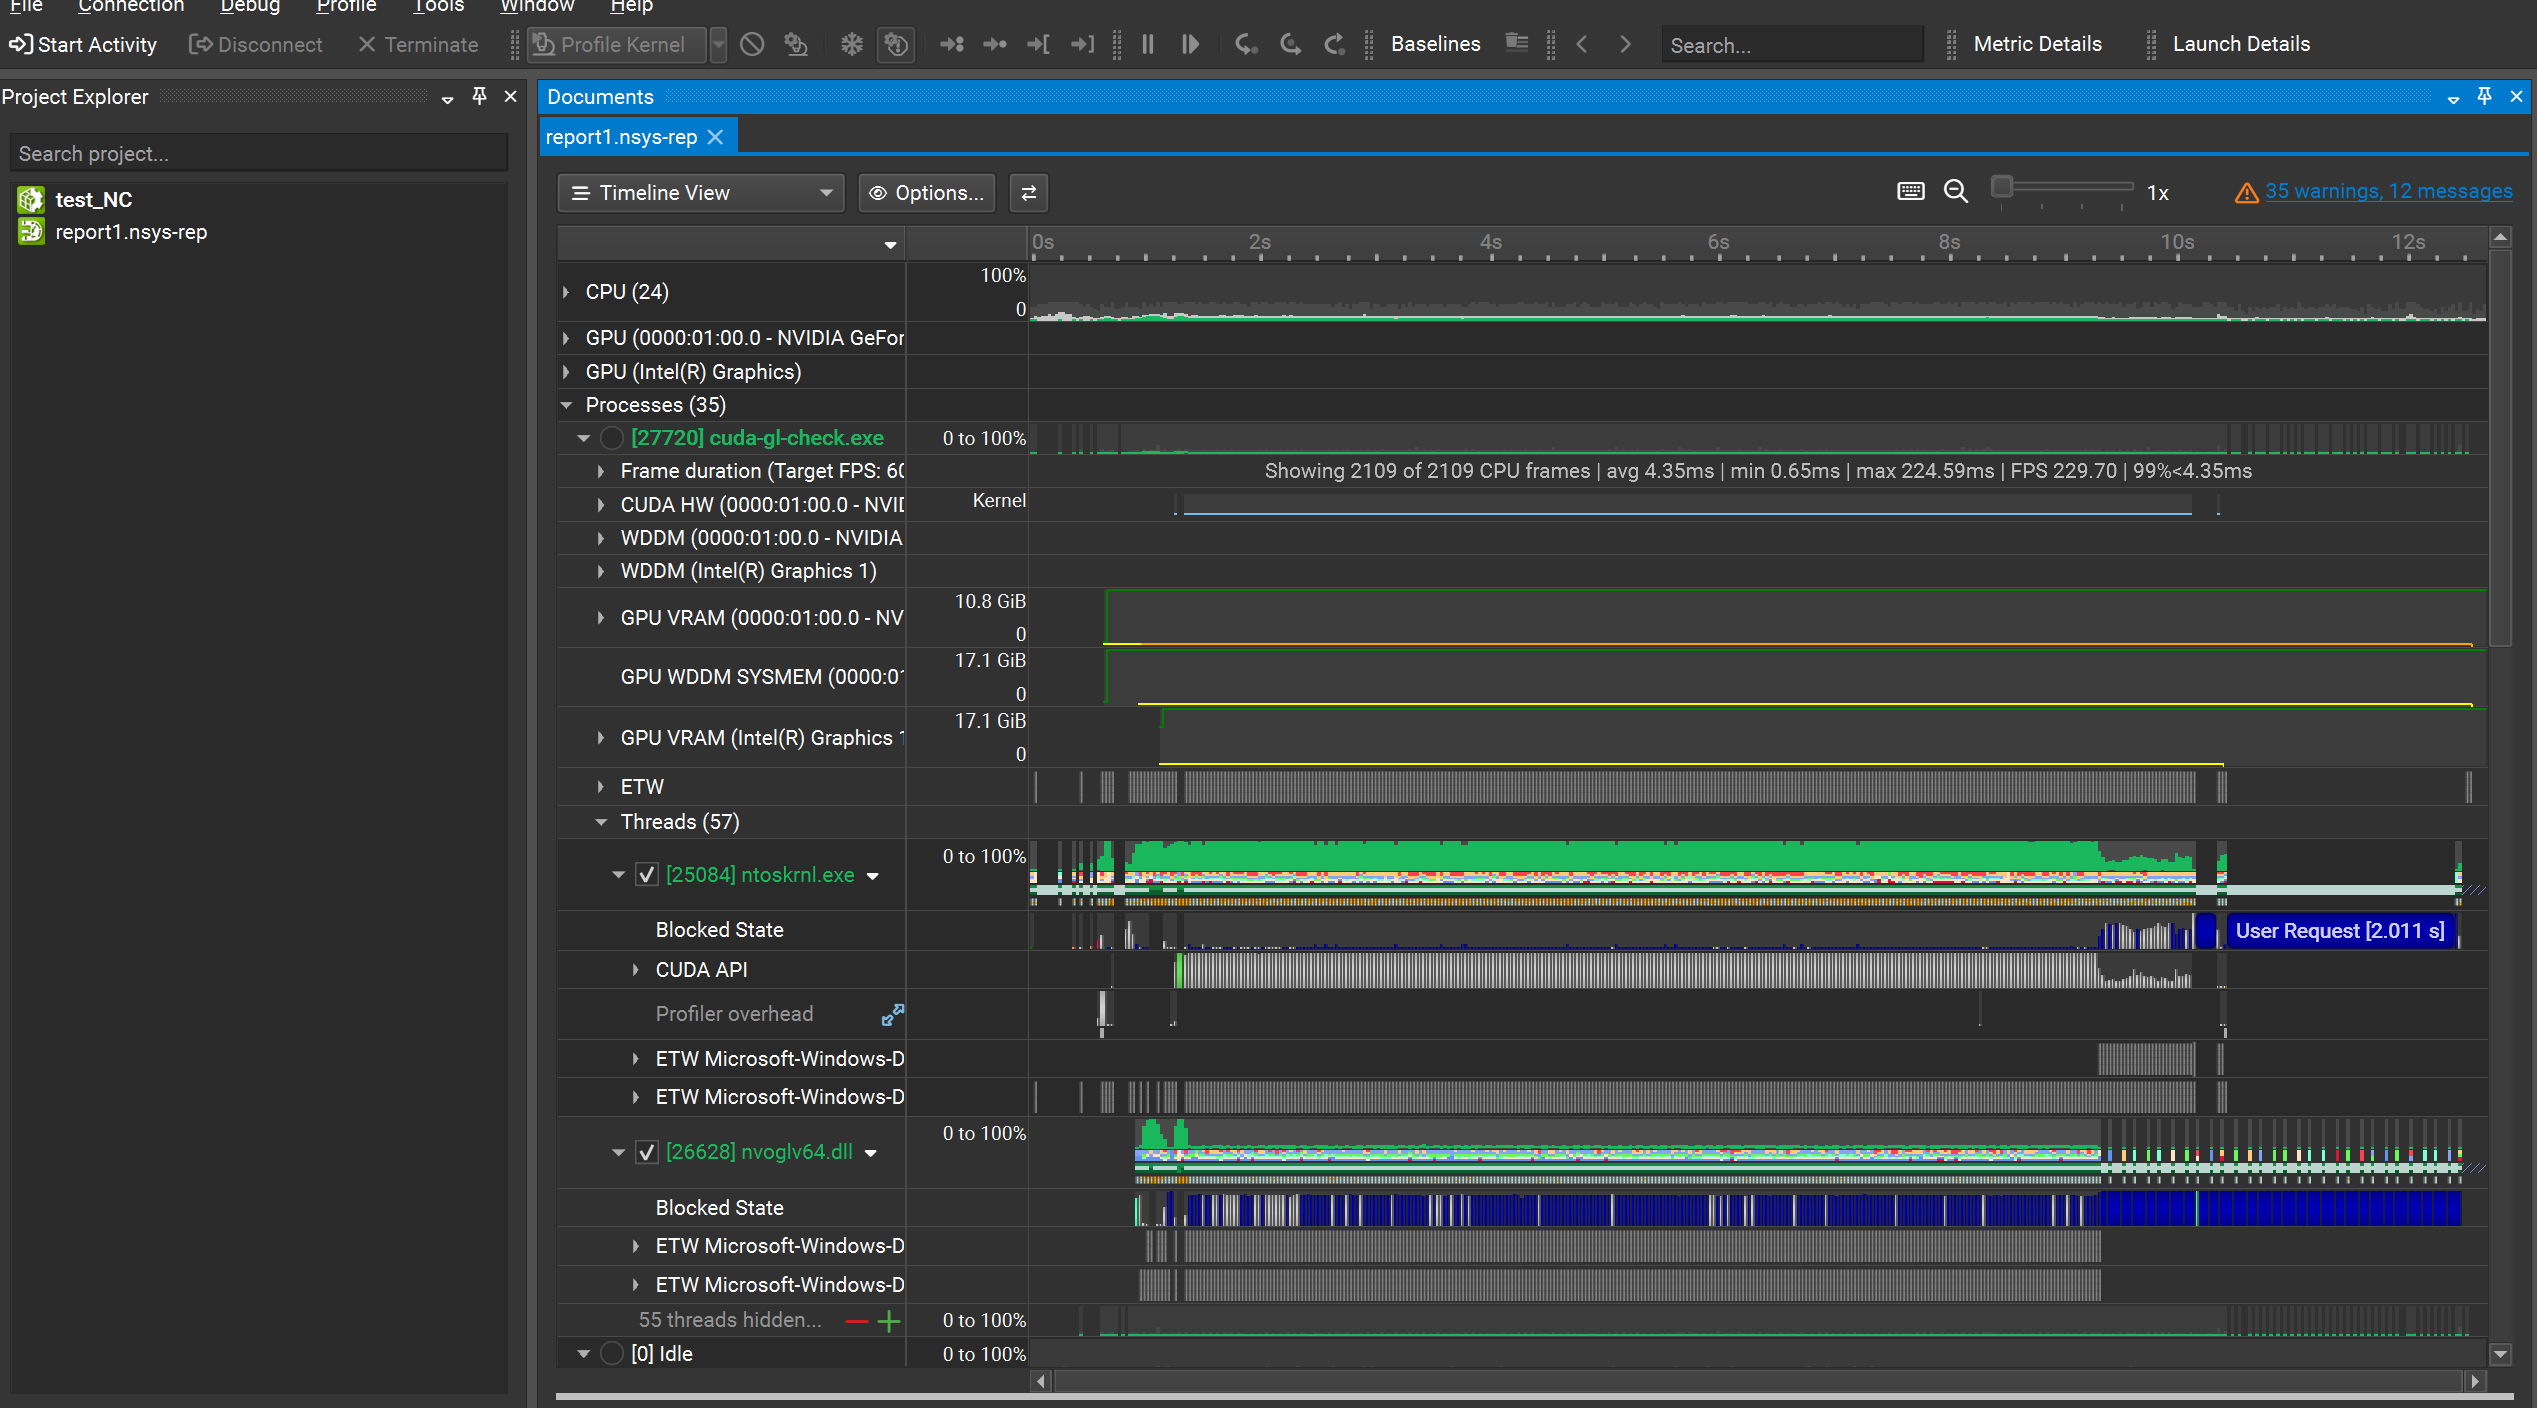 File Connection Debug Profile Tools Window Help
Start Activity Disconnect Terminate Profile Kernel Baselines Search... Metric Details Launch Details
Project Explorer
Search project...
test_NC
report1.nsys-rep
Documents
report1.nsys-rep
Timeline View Options... 1x 35 warnings, 12 messages
0s 2s 4s 6s 8s 10s 12s
CPU (24) 100% 0
GPU (0000:01:00.0 - NVIDIA GeFor
GPU (Intel(R) Graphics)
Processes (35)
[27720] cuda-gl-check.exe 0 to 100%
Frame duration (Target FPS: 60 Showing 2109 of 2109 CPU frames | avg 4.35ms | min 0.65ms | max 224.59ms | FPS 229.70 | 99%<4.35ms
CUDA HW (0000:01:00.0 - NVID Kernel
WDDM (0000:01:00.0 - NVIDIA
WDDM (Intel(R) Graphics 1)
GPU VRAM (0000:01:00.0 - NV 10.8 GiB 0
GPU WDDM SYSMEM (0000:01 17.1 GiB 0
GPU VRAM (Intel(R) Graphics 1 17.1 GiB 0
ETW
Threads (57)
[25084] ntoskrnl.exe 0 to 100%
Blocked State User Request [2.011 s]
CUDA API
Profiler overhead
ETW Microsoft-Windows-D
ETW Microsoft-Windows-D
[26628] nvoglv64.dll 0 to 100%
Blocked State
ETW Microsoft-Windows-D
ETW Microsoft-Windows-D
55 threads hidden... 0 to 100%
[0] Idle 0 to 100%